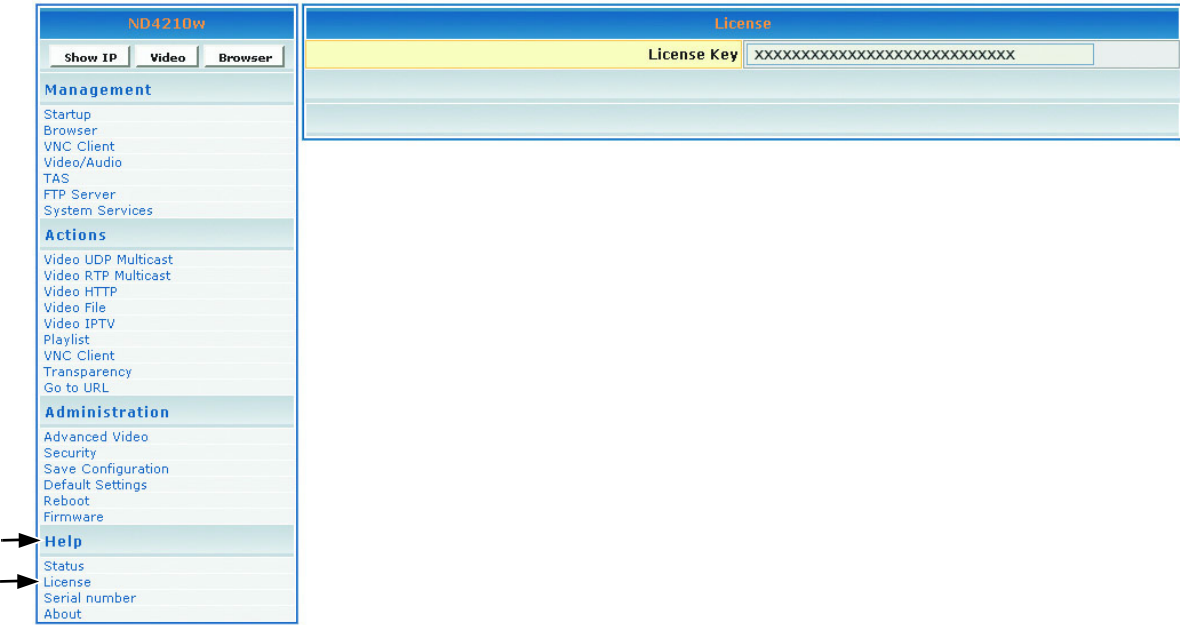 ND4210w
Show IP Video Browser
Management
Startup
Browser
VNC Client
Video/Audio
TAS
FTP Server
System Services
Actions
Video UDP Multicast
Video RTP Multicast
Video HTTP
Video File
Video IPTV
Playlist
VNC Client
Transparency
Go to URL
Administration
Advanced Video
Security
Save Configuration
Default Settings
Reboot
Firmware
Help
Status
License
Serial number
About
License
License Key XXXXXXXXXXXXXXXXXXXXXXXXXXX